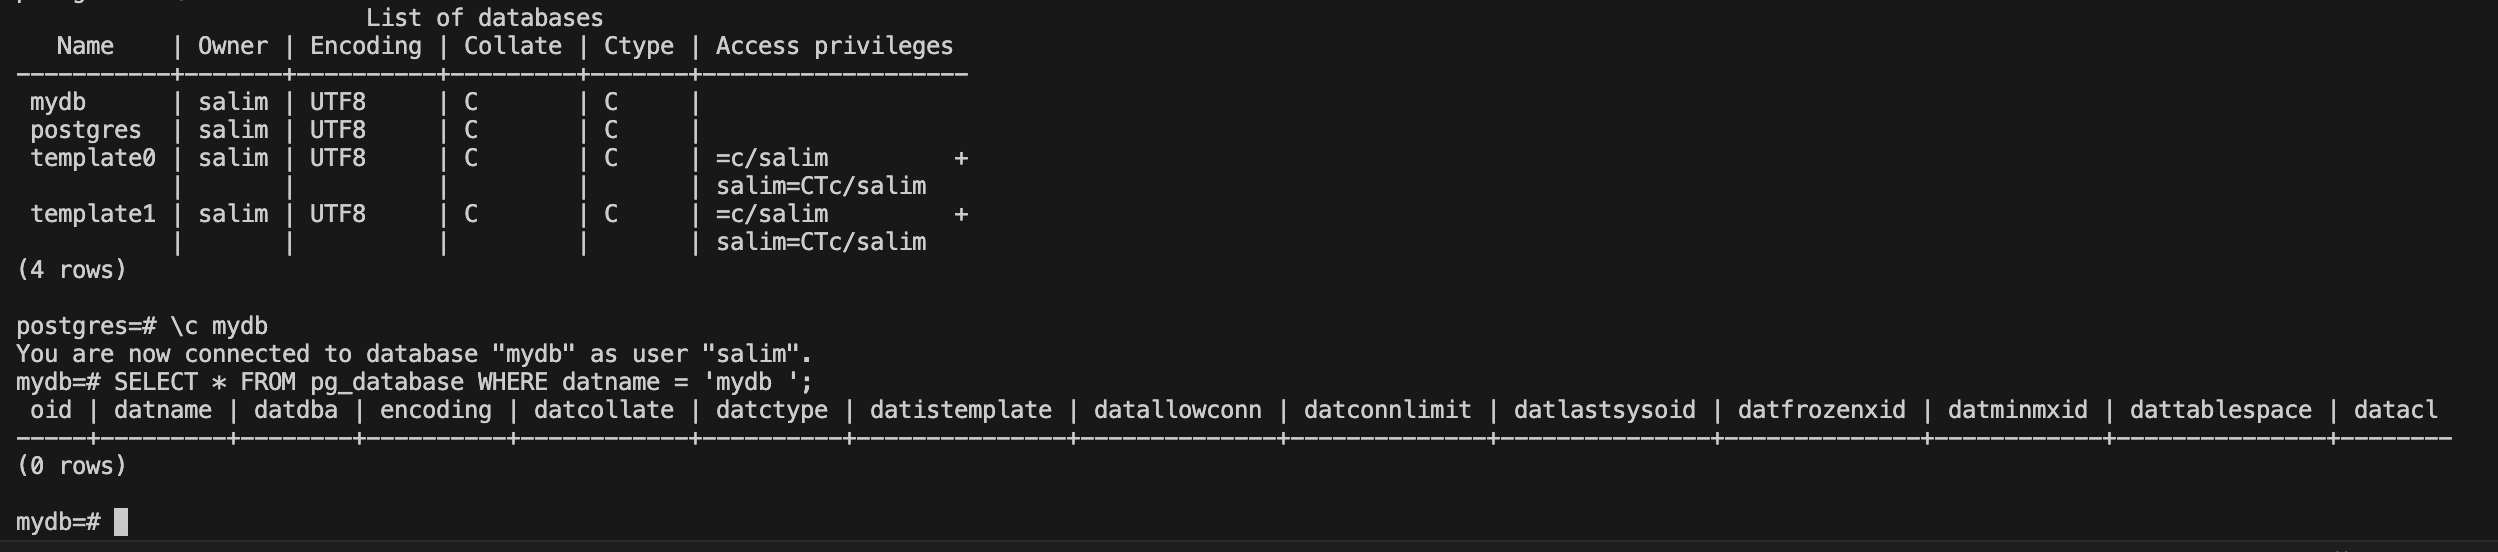 List of databases
   Name    | Owner | Encoding | Collate | Ctype | Access privileges
-----------+-------+----------+---------+-------+-------------------
 mydb      | salim | UTF8     | C       | C     |
 postgres  | salim | UTF8     | C       | C     |
 template0 | salim | UTF8     | C       | C     | =c/salim         +
           |       |          |         |       | salim=CTc/salim
 template1 | salim | UTF8     | C       | C     | =c/salim         +
           |       |          |         |       | salim=CTc/salim
(4 rows)

postgres=# \c mydb
You are now connected to database "mydb" as user "salim".
mydb=# SELECT * FROM pg_database WHERE datname = 'mydb ';
 oid | datname | datdba | encoding | datcollate | datctype | datistemplate | datallowconn | datconnlimit | datlastsysoid | datfrozenxid | datminmxid | dattablespace | datacl
-----+---------+--------+----------+------------+----------+---------------+--------------+--------------+---------------+--------------+------------+---------------+--------
(0 rows)

mydb=#